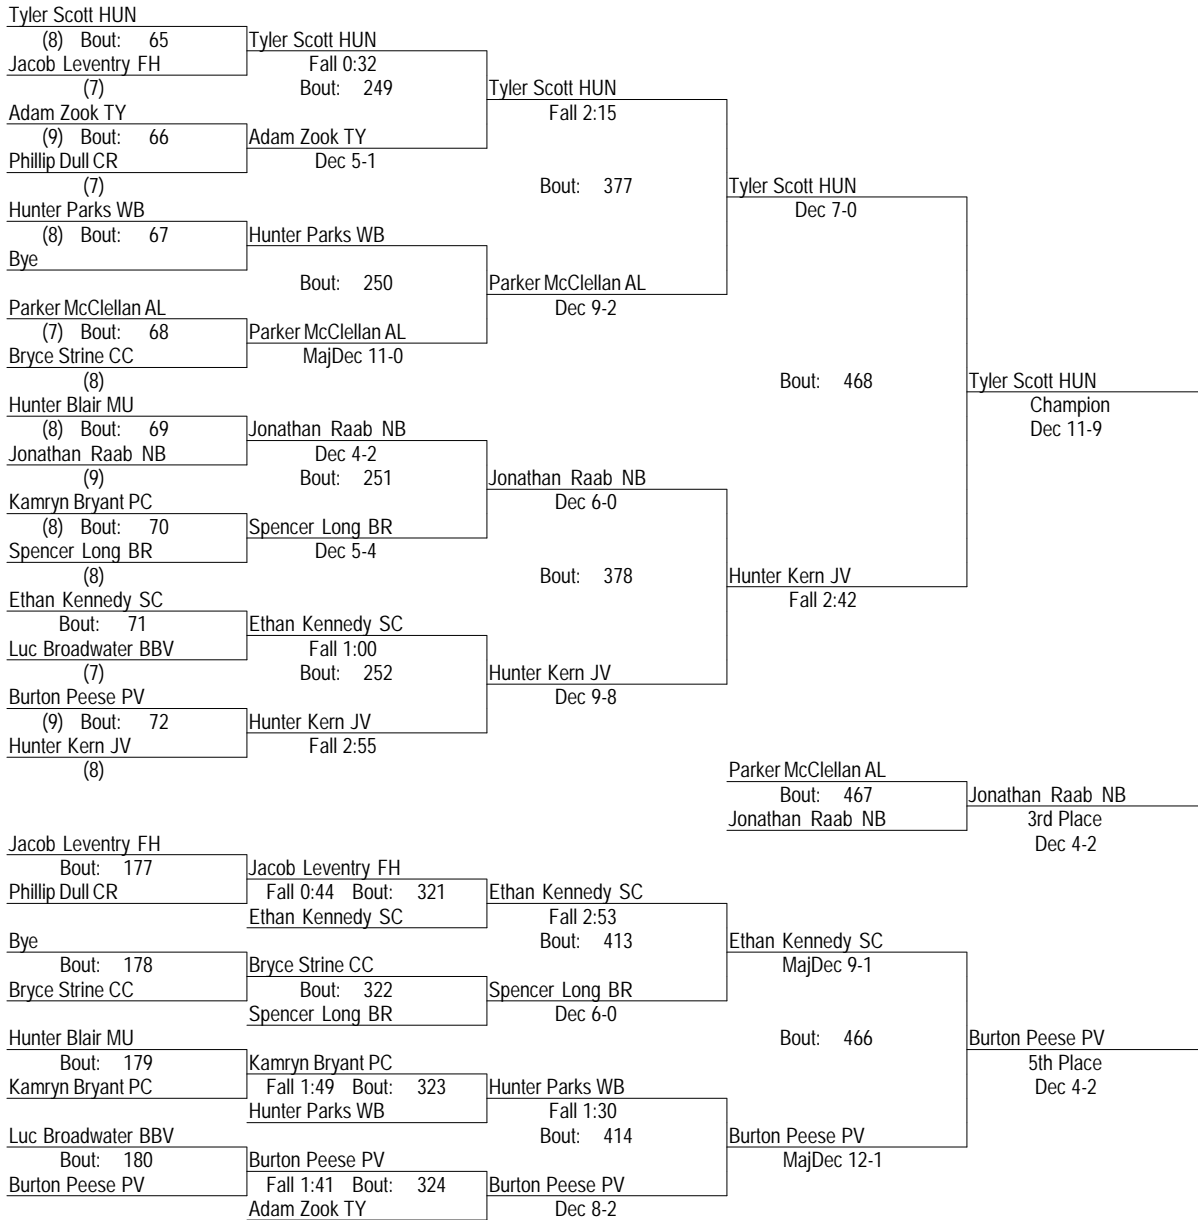 Tyler Scott HUN
(8) Bout: 65 Tyler Scott HUN
Jacob Leventry FH Fall 0:32
(7) Bout: 249 Tyler Scott HUN
Adam Zook TY Fall 2:15
(9) Bout: 66 Adam Zook TY
Phillip Dull CR Dec 5-1
(7) Bout: 377 Tyler Scott HUN
Hunter Parks WB Dec 7-0
(8) Bout: 67 Hunter Parks WB
Bye
Bout: 250 Parker McClellan AL
Parker McClellan AL Dec 9-2
(7) Bout: 68 Parker McClellan AL
Bryce Strine CC MajDec 11-0
(8) Bout: 468 Tyler Scott HUN
Hunter Blair MU Champion
(8) Bout: 69 Jonathan Raab NB Dec 11-9
Jonathan Raab NB Dec 4-2
(9) Bout: 251 Jonathan Raab NB
Kamryn Bryant PC Dec 6-0
(8) Bout: 70 Spencer Long BR
Spencer Long BR Dec 5-4
(8) Bout: 378 Hunter Kern JV
Ethan Kennedy SC Fall 2:42
Bout: 71 Ethan Kennedy SC
Luc Broadwater BBV Fall 1:00
(7) Bout: 252 Hunter Kern JV
Burton Peese PV Dec 9-8
(9) Bout: 72 Hunter Kern JV
Hunter Kern JV Fall 2:55
(8) Parker McClellan AL
Bout: 467 Jonathan Raab NB
Jonathan Raab NB 3rd Place
Jacob Leventry FH Dec 4-2
Bout: 177 Jacob Leventry FH
Phillip Dull CR Fall 0:44 Bout: 321 Ethan Kennedy SC
Ethan Kennedy SC Fall 2:53
Bye Bout: 413 Ethan Kennedy SC
Bout: 178 Bryce Strine CC MajDec 9-1
Bryce Strine CC Bout: 322 Spencer Long BR
Spencer Long BR Dec 6-0
Hunter Blair MU Bout: 466 Burton Peese PV
Bout: 179 Kamryn Bryant PC 5th Place
Kamryn Bryant PC Fall 1:49 Bout: 323 Hunter Parks WB Dec 4-2
Hunter Parks WB Fall 1:30
Luc Broadwater BBV Bout: 414 Burton Peese PV
Bout: 180 Burton Peese PV MajDec 12-1
Burton Peese PV Fall 1:41 Bout: 324 Burton Peese PV
Adam Zook TY Dec 8-2